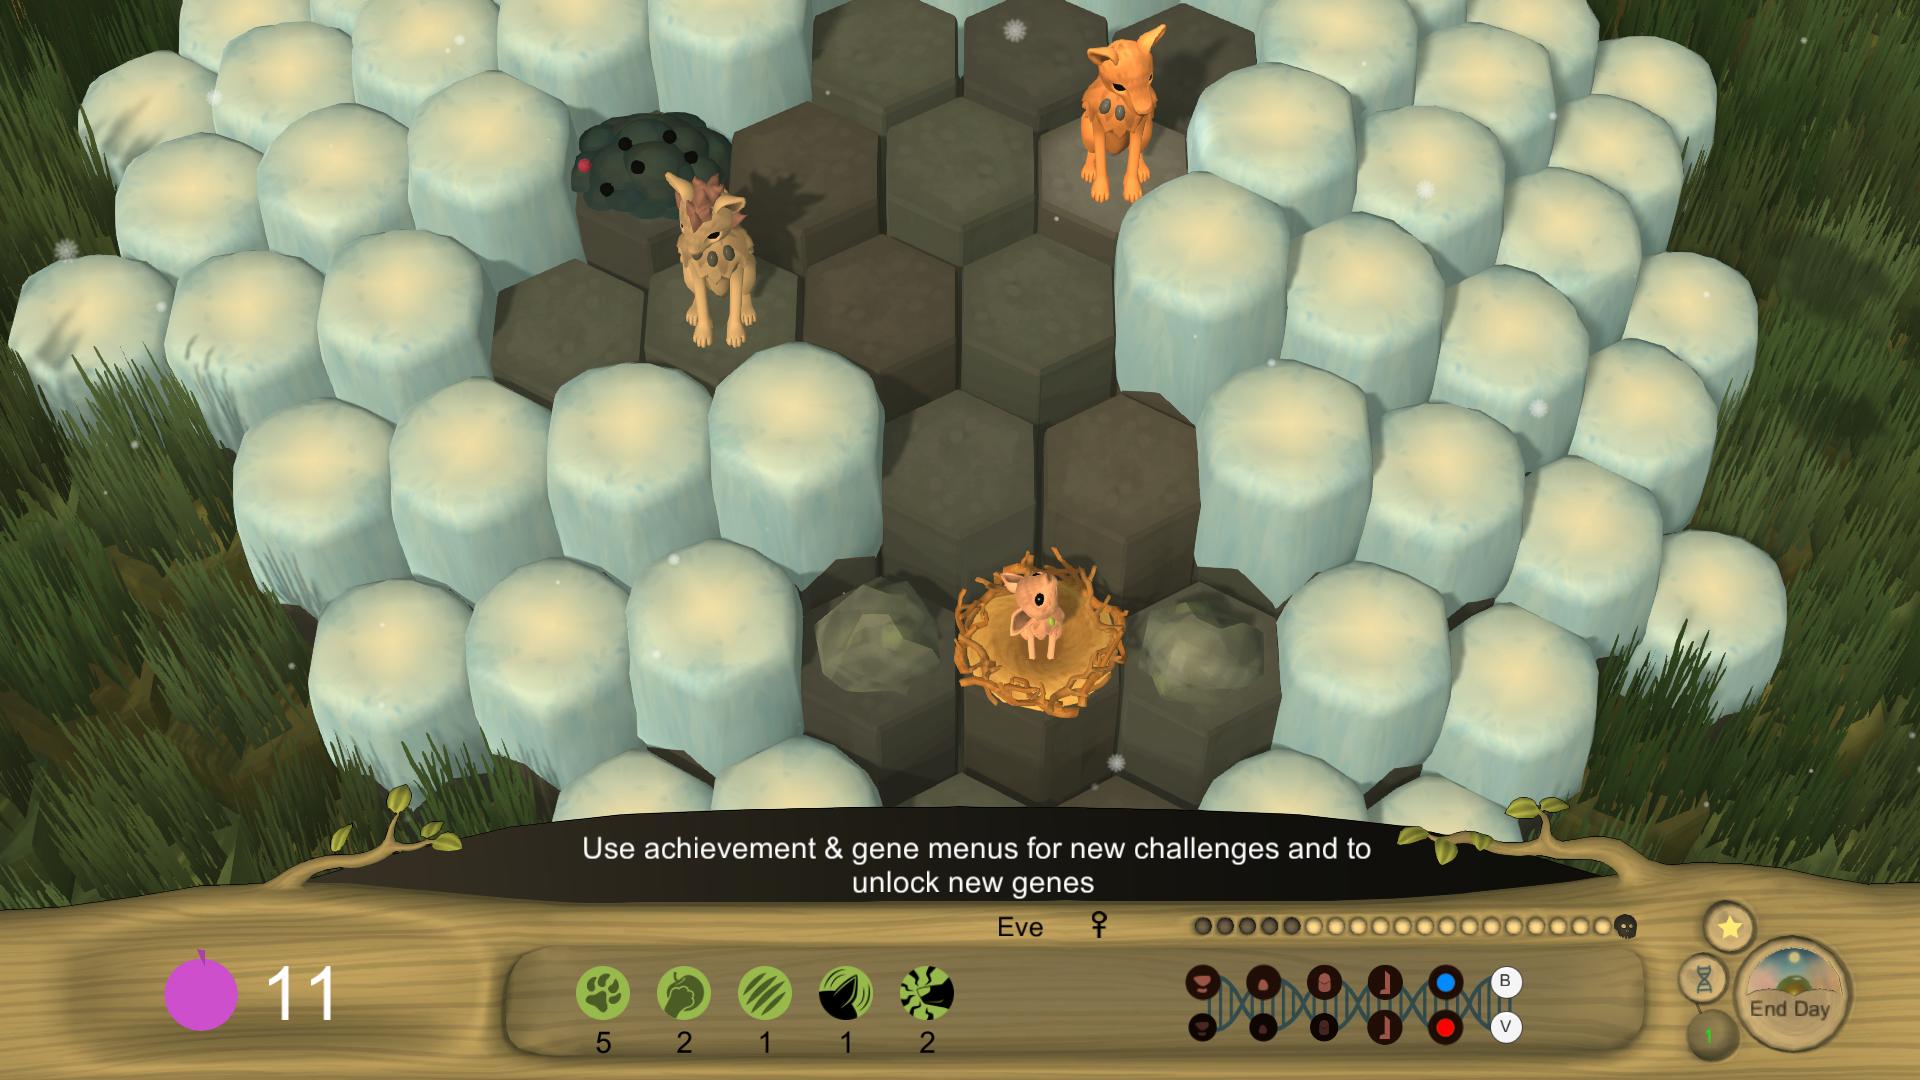 Use achievement & gene menus for new challenges and to
unlock new genes
Eve
11
5 2 1 1 2
B
V
End Day
1